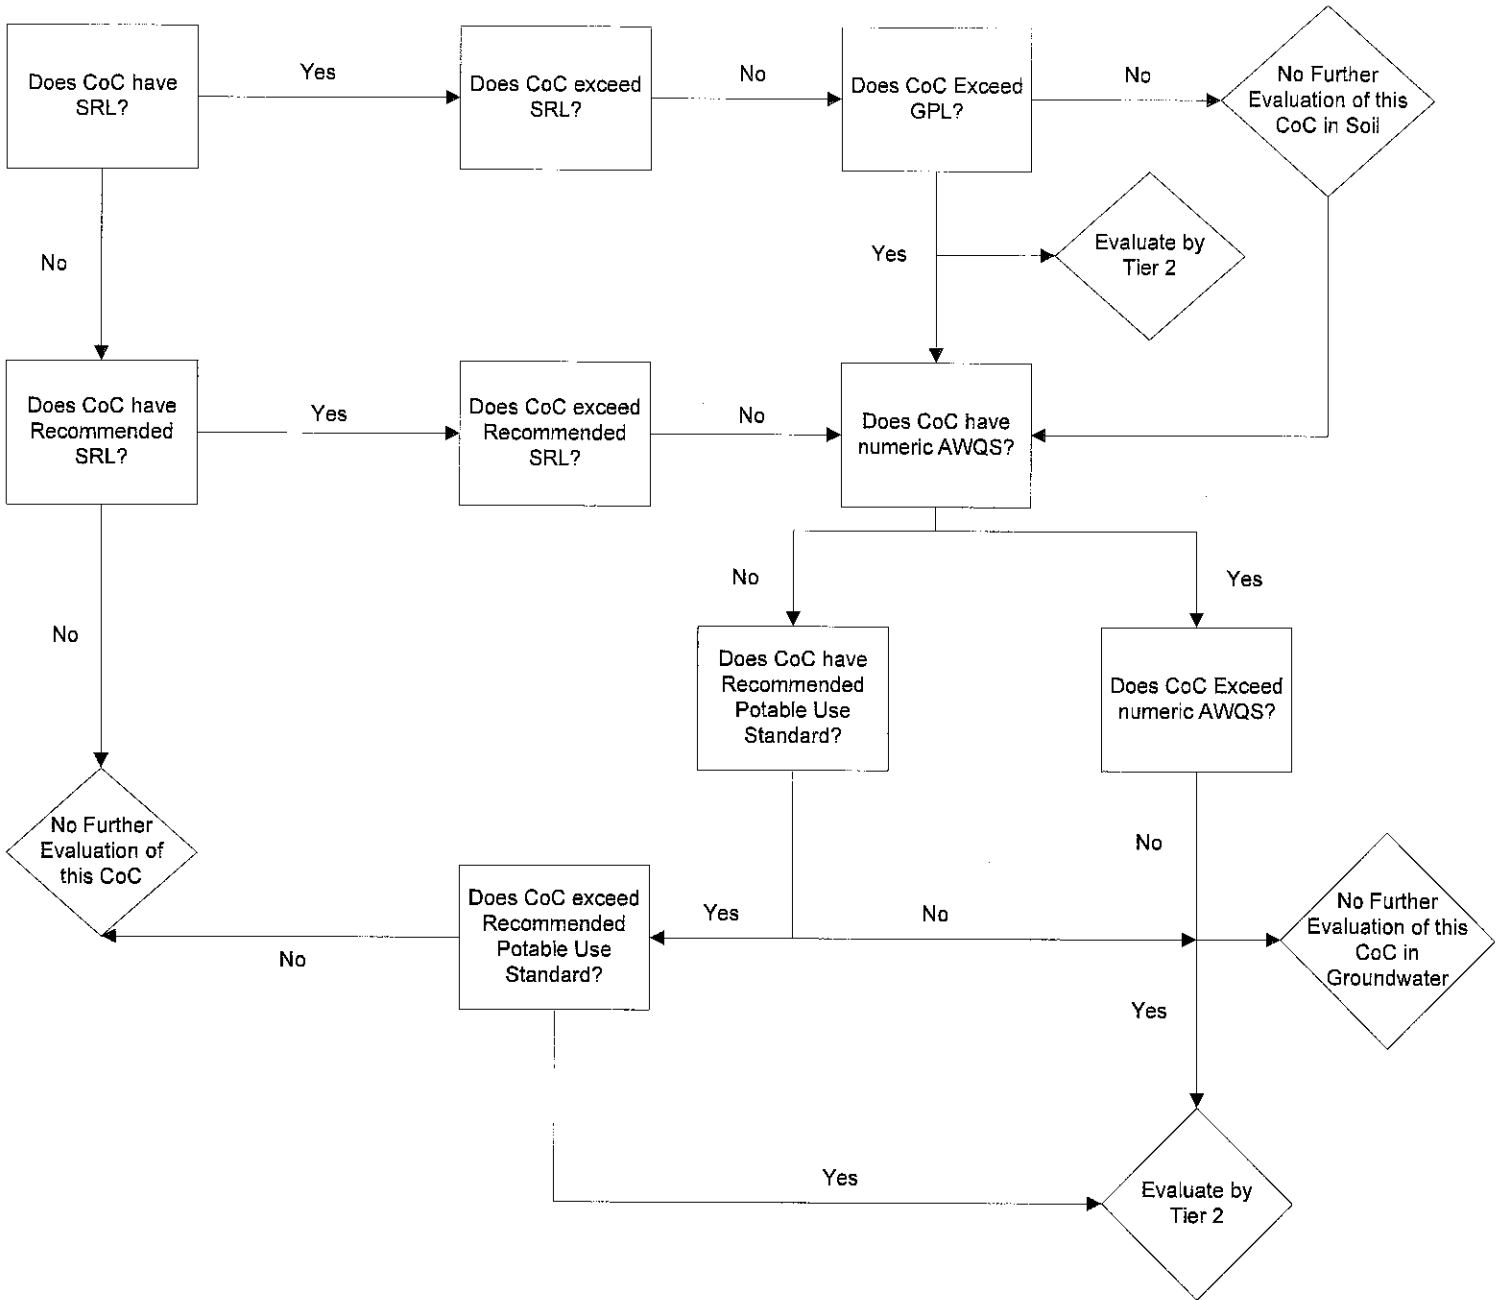 Does CoC have
SRL?
Yes
Does CoC exceed
SRL?
No
Does CoC Exceed
GPL?
No
No Further
Evaluation of this
CoC in Soil
No
Yes
Evaluate by
Tier 2
Does CoC have
Recommended
SRL?
Yes
Does CoC exceed
Recommended
SRL?
No
Does CoC have
numeric AWQS?
No
No
Yes
Does CoC have
Recommended
Potable Use
Standard?
Does CoC Exceed
numeric AWQS?
No Further
Evaluation of
this CoC
No
Does CoC exceed
Recommended
Potable Use
Standard?
Yes
No
No
Yes
No Further
Evaluation of this
CoC in
Groundwater
Yes
Evaluate by
Tier 2